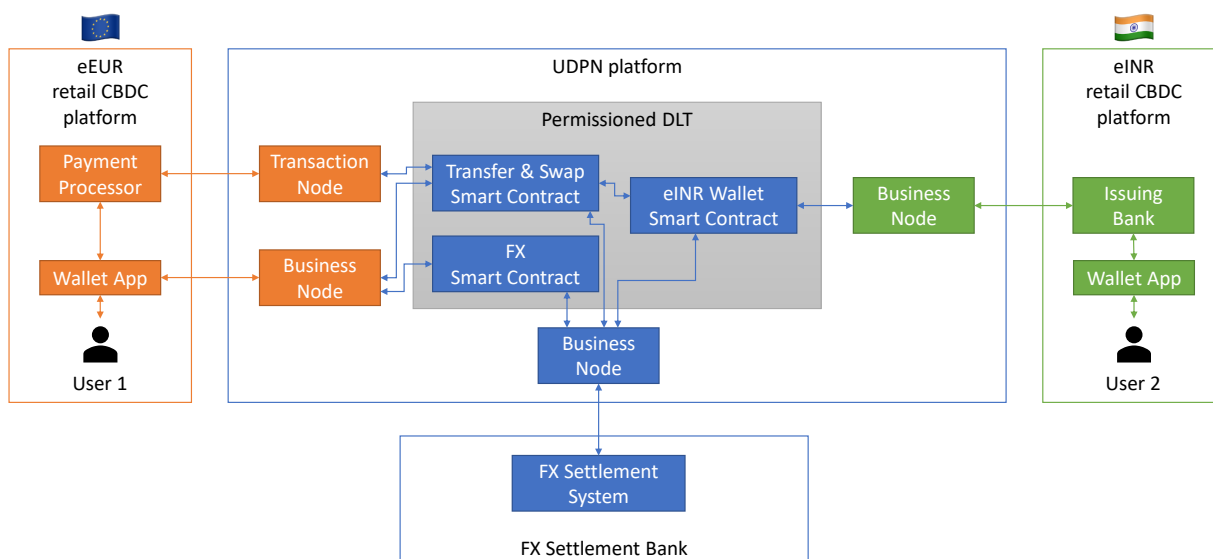 eEUR
retail CBDC
platform
Payment
Processor
Wallet App
User 1
UDPN platform
Transaction
Node
Business
Node
Permissioned DLT
Transfer & Swap
Smart Contract
FX
Smart Contract
eINR Wallet
Smart Contract
Business
Node
Business
Node
eINR
retail CBDC
platform
Issuing
Bank
Wallet App
User 2
FX Settlement
System
FX Settlement Bank